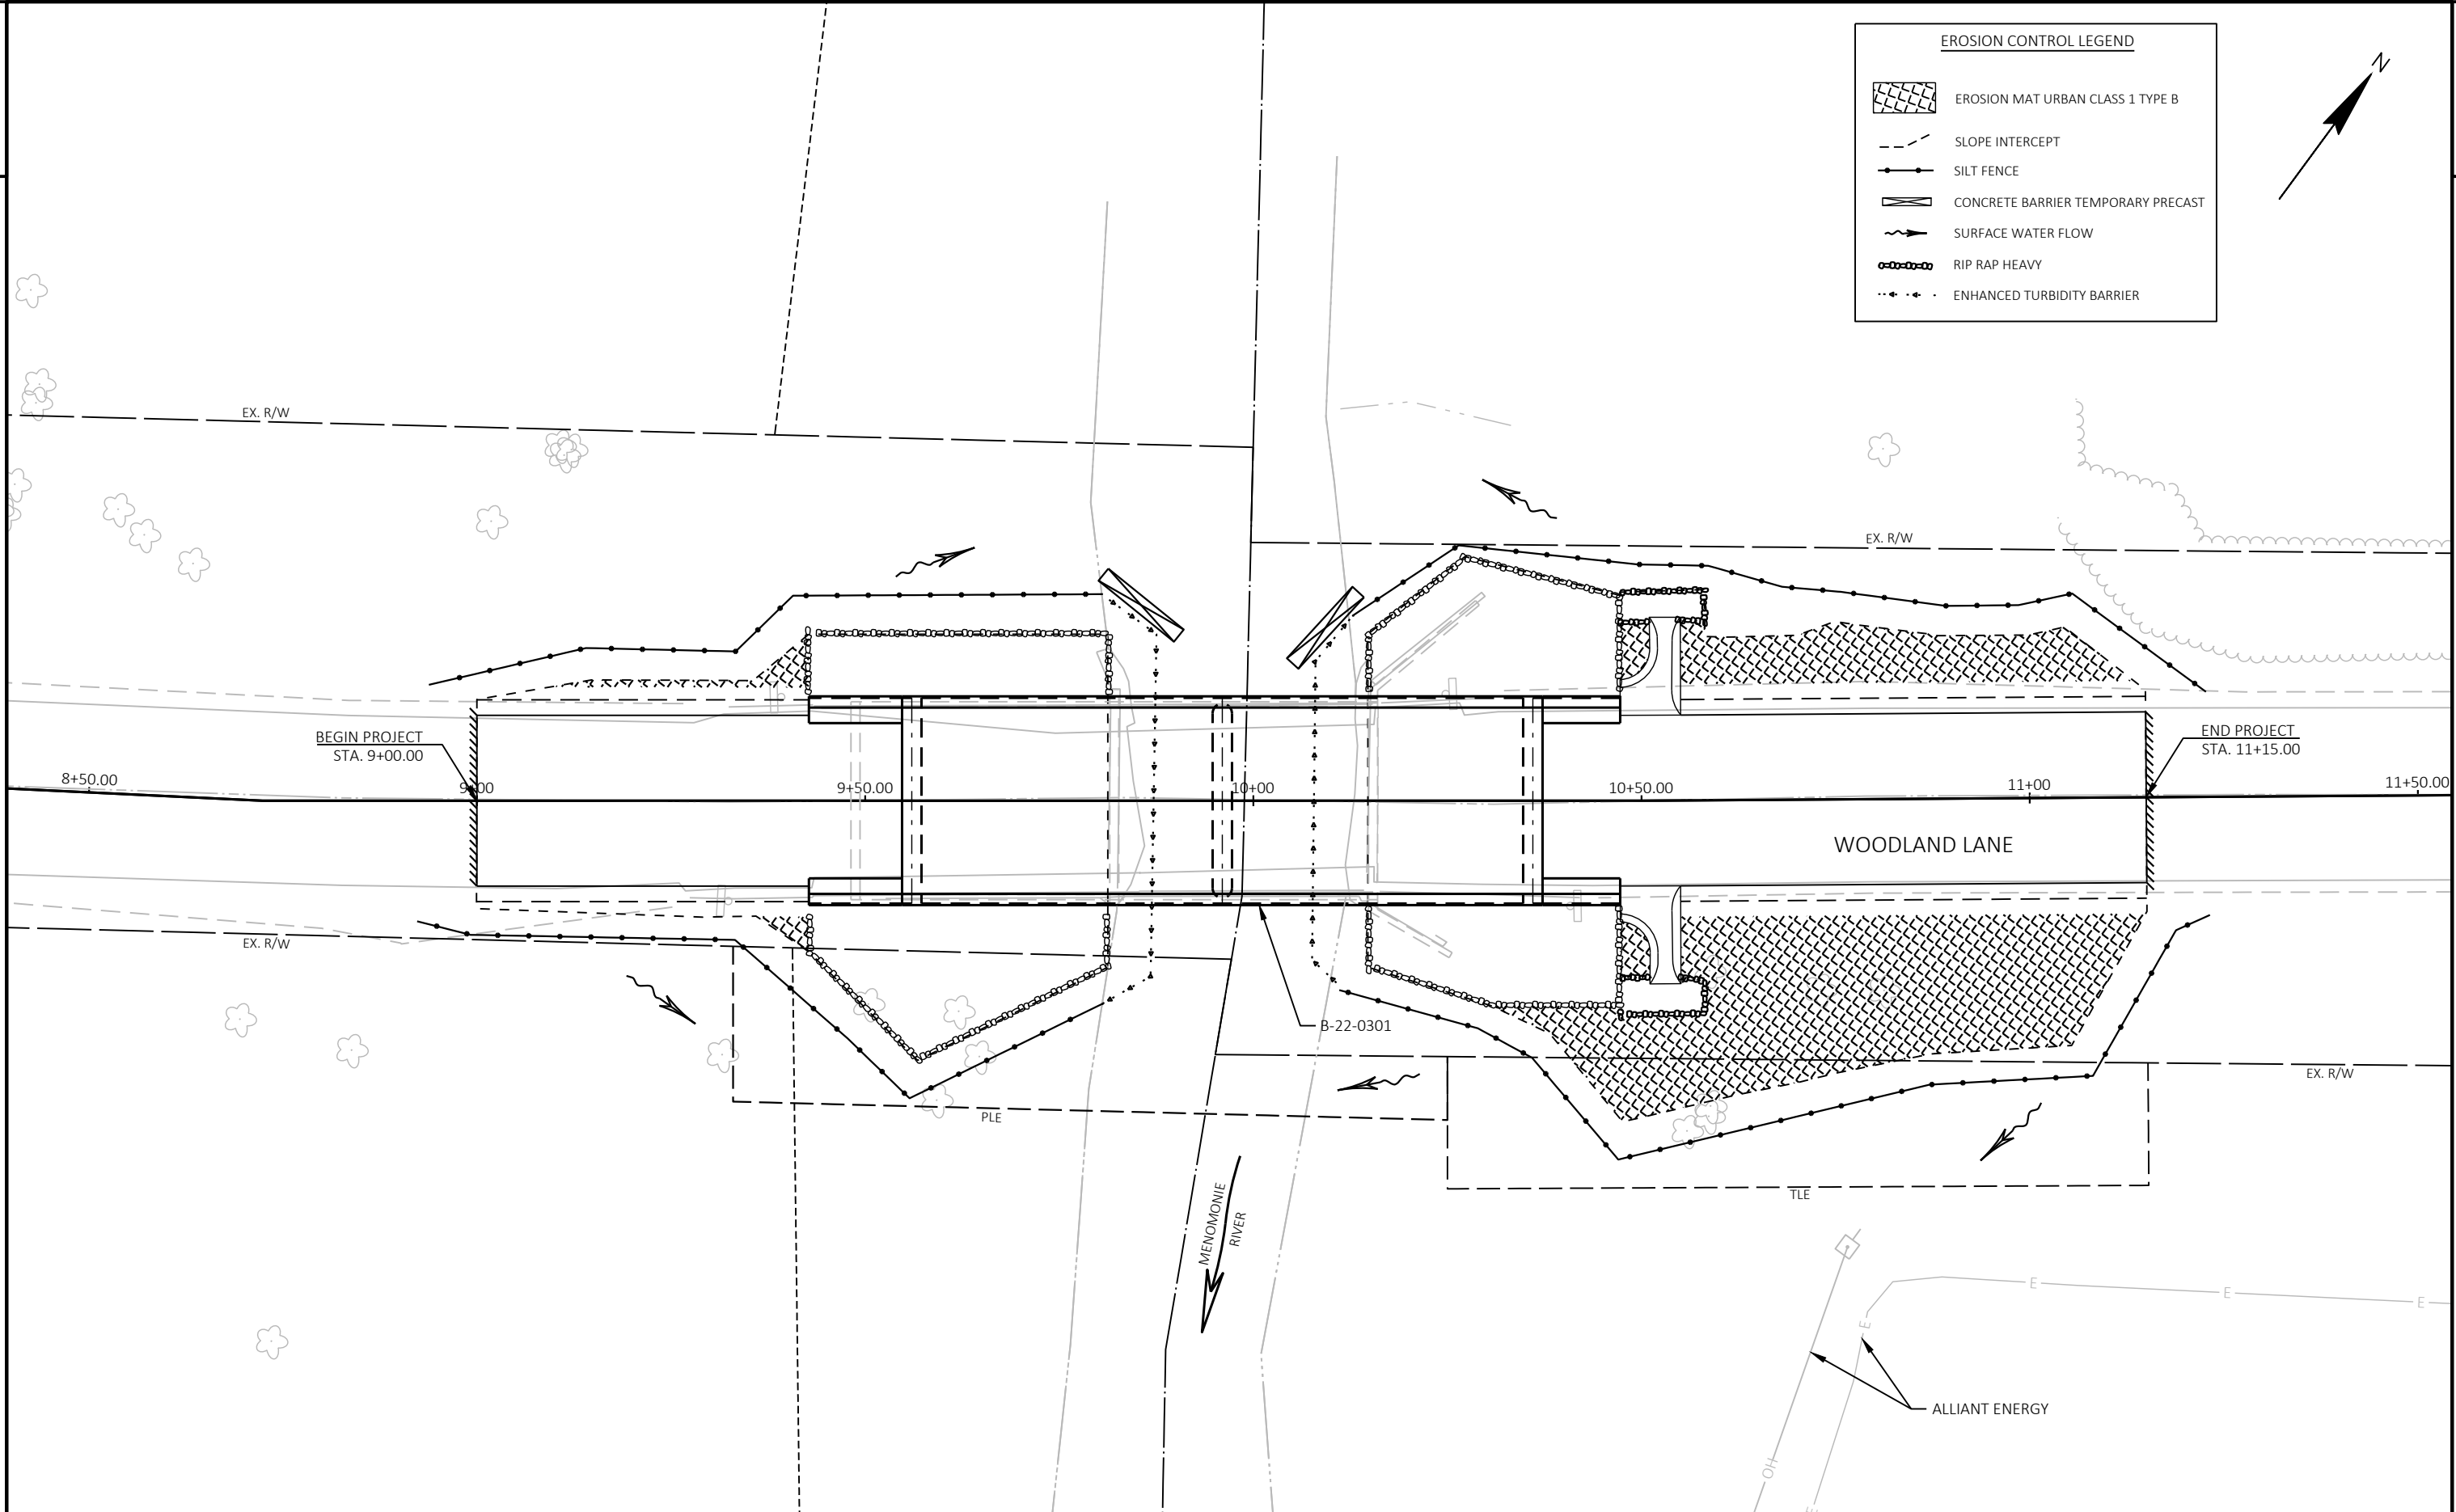 EROSION CONTROL LEGEND
EROSION MAT URBAN CLASS 1 TYPE B
SLOPE INTERCEPT
SILT FENCE
CONCRETE BARRIER TEMPORARY PRECAST
SURFACE WATER FLOW
RIP RAP HEAVY
ENHANCED TURBIDITY BARRIER
N
EX. R/W
EX. R/W
BEGIN PROJECT
STA. 9+00.00
END PROJECT
STA. 11+15.00
8+50.00
9+00
9+50.00
10+00
10+50.00
11+00
11+50.00
WOODLAND LANE
EX. R/W
B-22-0301
EX. R/W
PLE
TLE
MENOMONIE
RIVER
E
E
E
E
ALLIANT ENERGY
OH
E